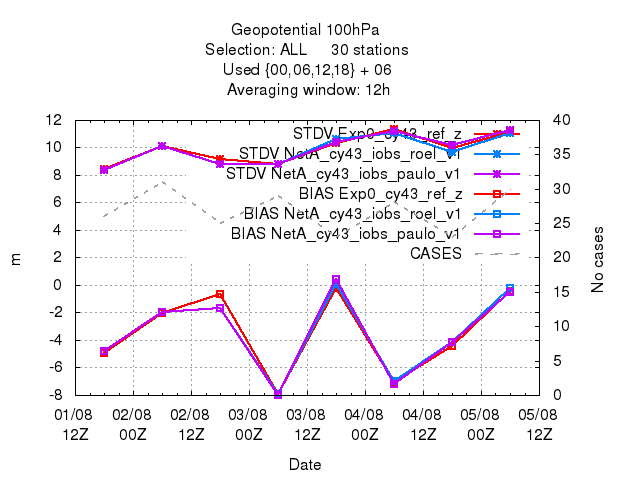 Geopotential 100hPa
Selection: ALL 30 stations
Used {00,06,12,18} + 06
Averaging window: 12h
12 40
STDV Exp0_cy43_ref_z
STDV NetA_cy43_iobs_roel_v1
STDV NetA_cy43_iobs_paulo_v1
BIAS Exp0_cy43_ref_z
BIAS NetA_cy43_iobs_roel_v1
BIAS NetA_cy43_iobs_paulo_v1
CASES
10
8
6
4
2
0
-2
-4
-6
-8
35
30
25
20
15
10
5
0
m
No cases
01/08 02/08 02/08 03/08 03/08 04/08 04/08 05/08 05/08
12Z 00Z 12Z 00Z 12Z 00Z 12Z 00Z 12Z
Date